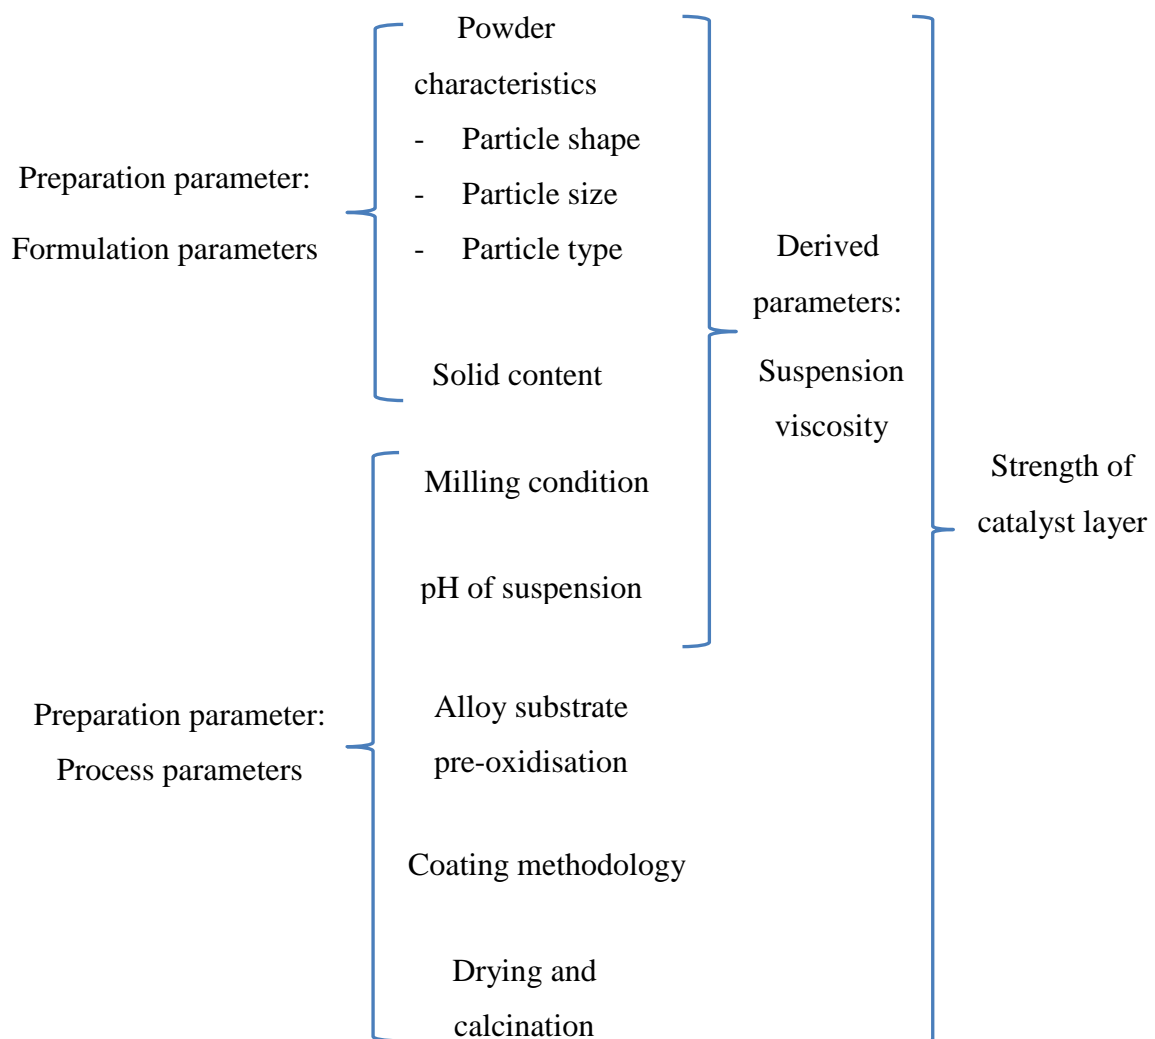 Preparation parameter:
Formulation parameters
Powder
characteristics
- Particle shape
- Particle size
- Particle type
Solid content
Preparation parameter:
Process parameters
Milling condition
pH of suspension
Alloy substrate
pre-oxidisation
Coating methodology
Drying and
calcination
Derived
parameters:
Suspension
viscosity
Strength of
catalyst layer